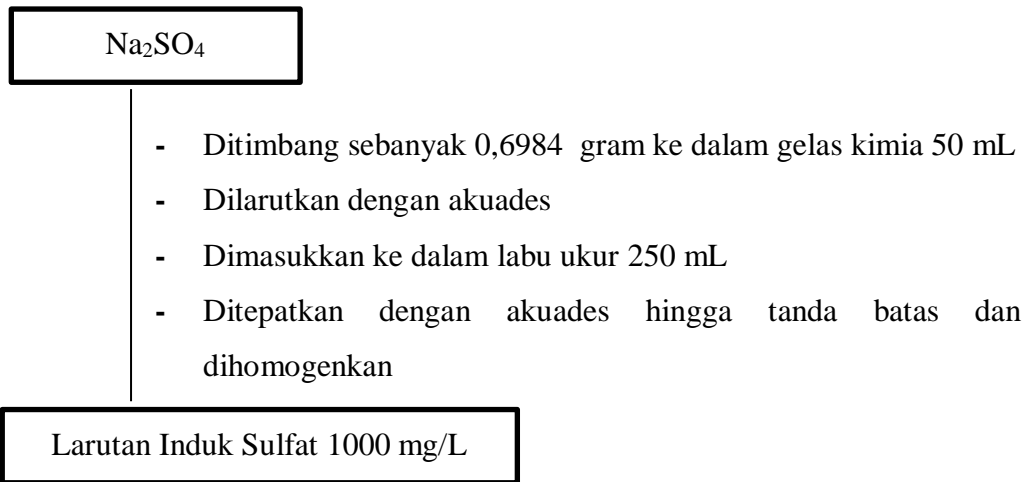 Na₂SO₄
- Ditimbang sebanyak 0,6984 gram ke dalam gelas kimia 50 mL
- Dilarutkan dengan akuades
- Dimasukkan ke dalam labu ukur 250 mL
- Ditepatkan dengan akuades hingga tanda batas dan
dihomogenkan
Larutan Induk Sulfat 1000 mg/L